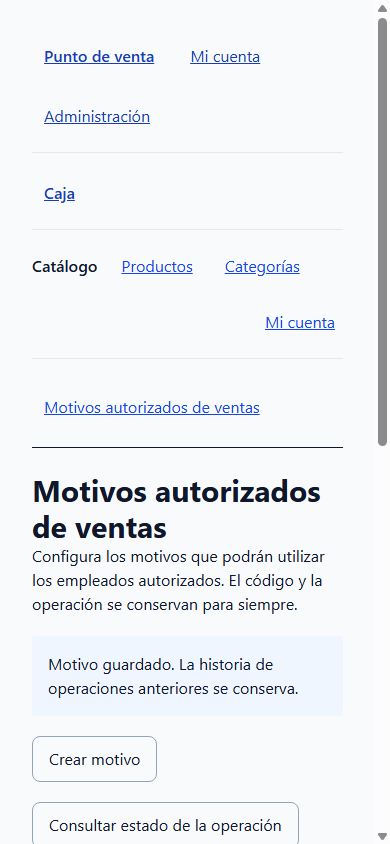 Punto de venta Mi cuenta
Administración
Caja
Catálogo Productos Categorías
Mi cuenta
Motivos autorizados de ventas
Motivos autorizados
de ventas
Configura los motivos que podrán utilizar
los empleados autorizados. El código y la
operación se conservan para siempre.
Motivo guardado. La historia de
operaciones anteriores se conserva.
Crear motivo
Consultar estado de la operación